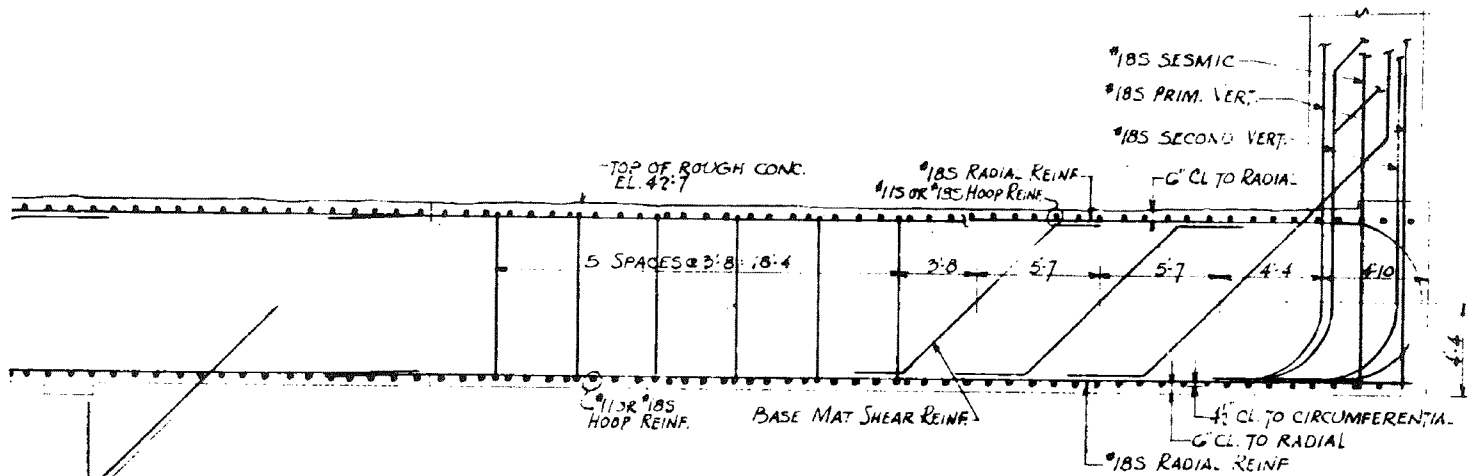 #18S SESMIC
#18S PRIM. VERT.
#18S SECOND VERT.
TOP OF ROUGH CONC.
EL. 42'-7
#18S RADIAL REINF
#11S OR #18S HOOP REINF.
6" CL TO RADIAL
5 SPACES @ 3'-8 = 18'-4
3'-8
5'-7
5'-7
4'-4
4'-10
4'-4
#11S OR #18S
HOOP REINF.
BASE MAT SHEAR REINF.
4½" CL. TO CIRCUMFERENTIAL
6" CL. TO RADIAL
#18S RADIAL REINF